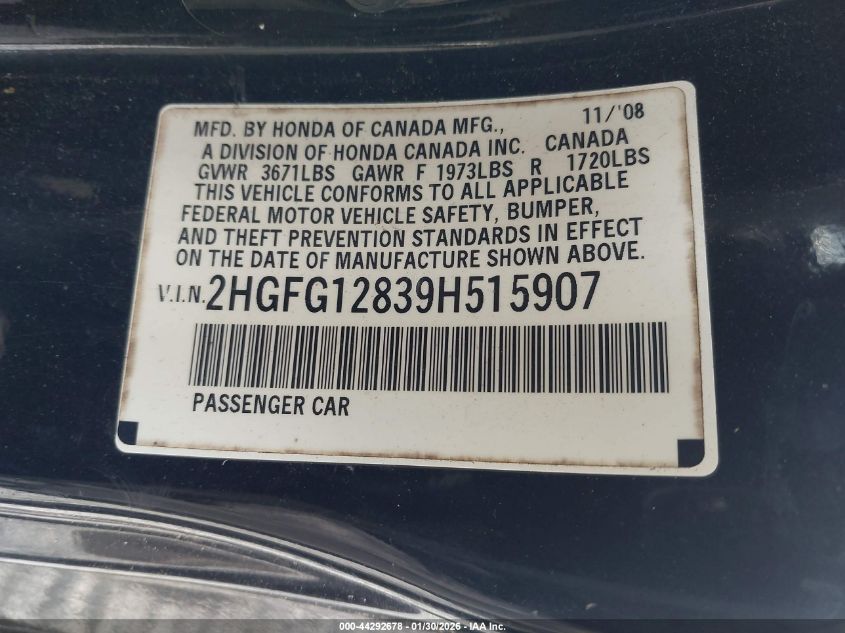 MFD. BY HONDA OF CANADA MFG., 11/'08
A DIVISION OF HONDA CANADA INC. CANADA
GVWR 3671LBS GAWR F 1973LBS R 1720LBS
THIS VEHICLE CONFORMS TO ALL APPLICABLE
FEDERAL MOTOR VEHICLE SAFETY, BUMPER,
AND THEFT PREVENTION STANDARDS IN EFFECT
ON THE DATE OF MANUFACTURE SHOWN ABOVE.
V.I.N. 2HGFG12839H515907
PASSENGER CAR
000-44292678 - 01/30/2026 - IAA Inc.